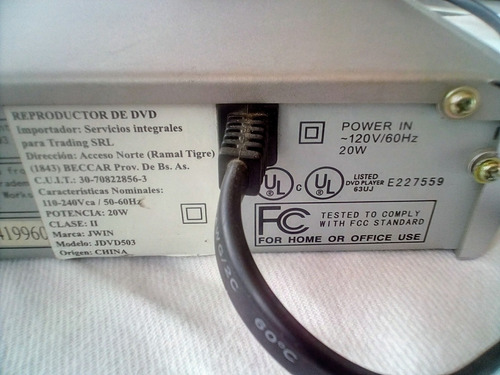 REPRODUCTOR DE DVD
Importador: Servicios integrales
para Trading SRL
Dirección: Acceso Norte (Ramal Tigre)
(1843) BECCAR Prov. De Bs. As.
C.U.I.T.: 30-70822856-3
Características Nominales:
110-240Vca / 50-60Hz
POTENCIA: 20W
CLASE: II
Marca: JWIN
Modelo: JDVD503
Origen: CHINA
POWER IN
~120V/60Hz
20W
UL
C UL
LISTED
DVD PLAYER
63UJ
E227559
FC
TESTED TO COMPLY
WITH FCC STANDARD
FOR HOME OR OFFICE USE
60°C